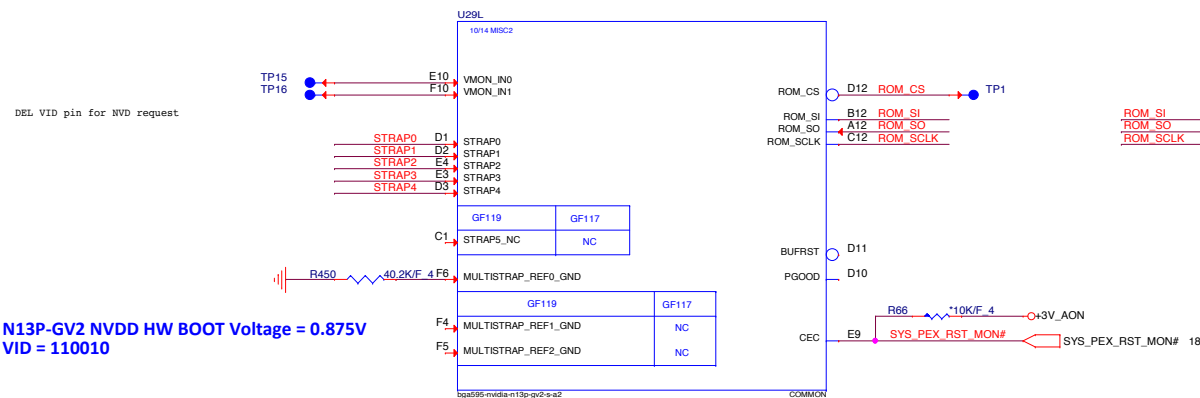 U29L
10/14 MISC2
TP15 E10 VMON_IN0
TP16 F10 VMON_IN1
ROM_CS D12 ROM_CS TP1
DEL VID pin for NVD request
ROM_SI B12 ROM_SI ROM_SI
ROM_SO A12 ROM_SO ROM_SO
ROM_SCLK C12 ROM_SCLK ROM_SCLK
STRAP0 D1 STRAP0
STRAP1 D2 STRAP1
STRAP2 E4 STRAP2
STRAP3 E3 STRAP3
STRAP4 D3 STRAP4
GF119 GF117
C1 STRAP5_NC NC
BUFRST D11
R450 40.2K/F_4 F6 MULTISTRAP_REF0_GND
PGOOD D10
GF119 GF117
R66 *10K/F_4 +3V_AON
F4 MULTISTRAP_REF1_GND NC
N13P-GV2 NVDD HW BOOT Voltage = 0.875V
CEC E9 SYS_PEX_RST_MON# SYS_PEX_RST_MON# 18
VID = 110010
F5 MULTISTRAP_REF2_GND NC
bga595-nvidia-n13p-gv2-s-a2 COMMON